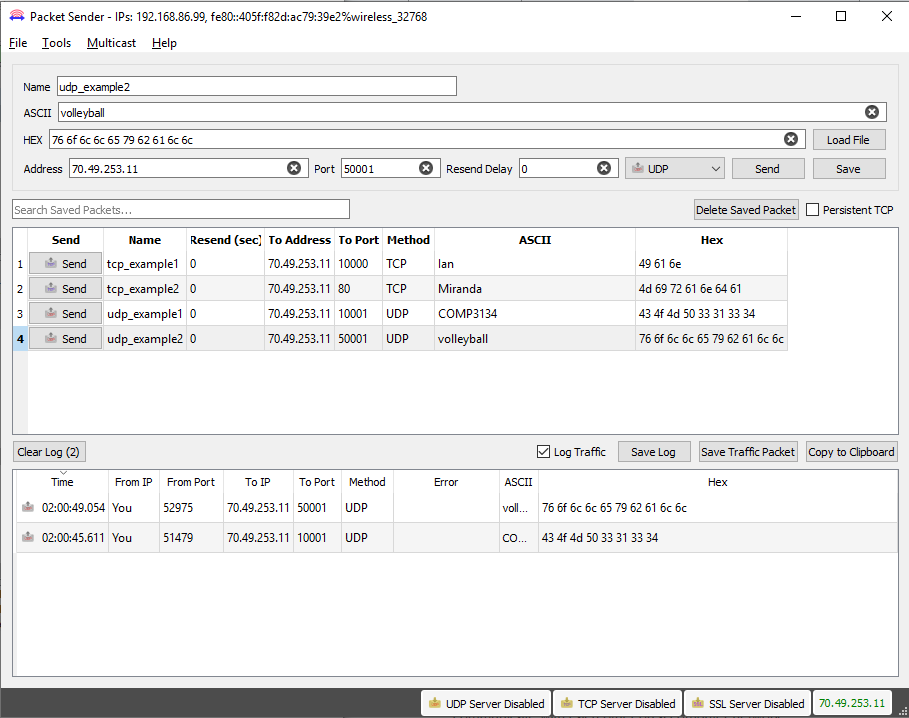 Packet Sender - IPs: 192.168.86.99, fe80::405f:f82d:ac79:39e2%wireless_32768
File Tools Multicast Help
Name udp_example2
ASCII volleyball
HEX 76 6f 6c 6c 65 79 62 61 6c 6c Load File
Address 70.49.253.11 Port 50001 Resend Delay 0 UDP Send Save
Search Saved Packets... Delete Saved Packet Persistent TCP
Send Name Resend (sec) To Address To Port Method ASCII Hex
1 Send tcp_example1 0 70.49.253.11 10000 TCP Ian 49 61 6e
2 Send tcp_example2 0 70.49.253.11 80 TCP Miranda 4d 69 72 61 6e 64 61
3 Send udp_example1 0 70.49.253.11 10001 UDP COMP3134 43 4f 4d 50 33 31 33 34
4 Send udp_example2 0 70.49.253.11 50001 UDP volleyball 76 6f 6c 6c 65 79 62 61 6c 6c
Clear Log (2) Log Traffic Save Log Save Traffic Packet Copy to Clipboard
Time From IP From Port To IP To Port Method Error ASCII Hex
02:00:49.054 You 52975 70.49.253.11 50001 UDP voll... 76 6f 6c 6c 65 79 62 61 6c 6c
02:00:45.611 You 51479 70.49.253.11 10001 UDP CO... 43 4f 4d 50 33 31 33 34
UDP Server Disabled TCP Server Disabled SSL Server Disabled 70.49.253.11